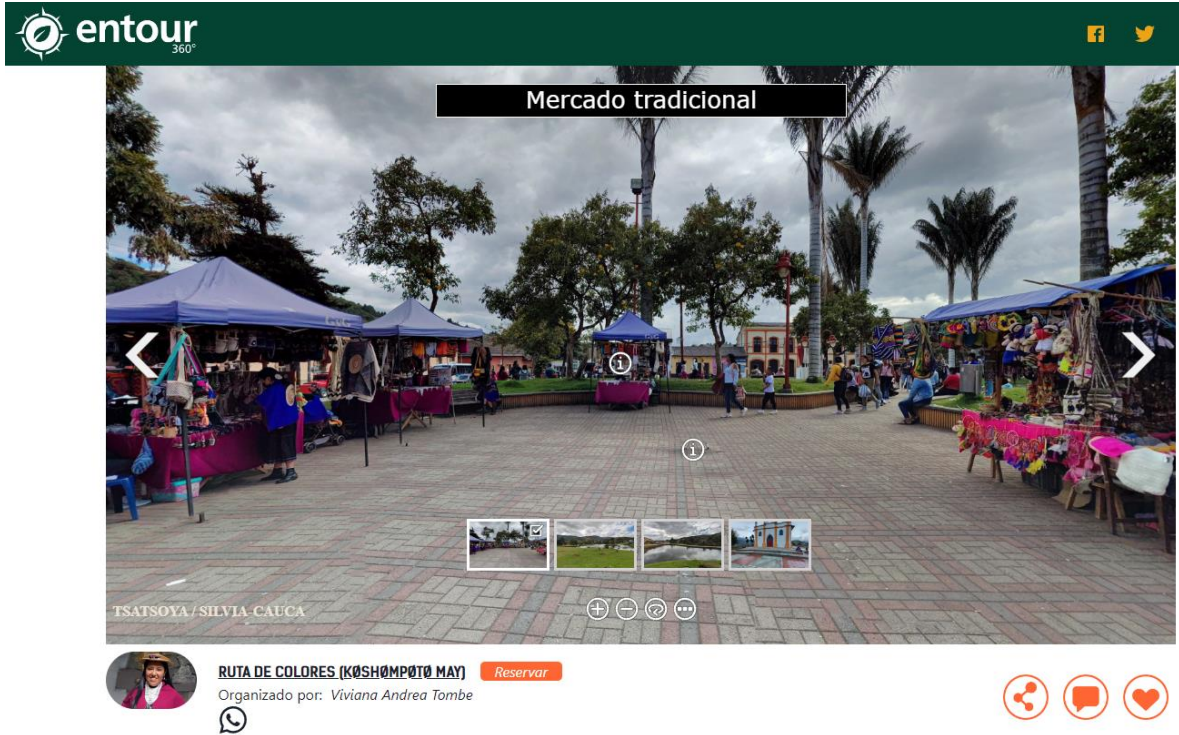 entour
360°
Mercado tradicional
TSATSOYA / SILVIA-CAUCA
RUTA DE COLORES (KØSHØMPØTØ MAY)
Reservar
Organizado por: Viviana Andrea Tombe